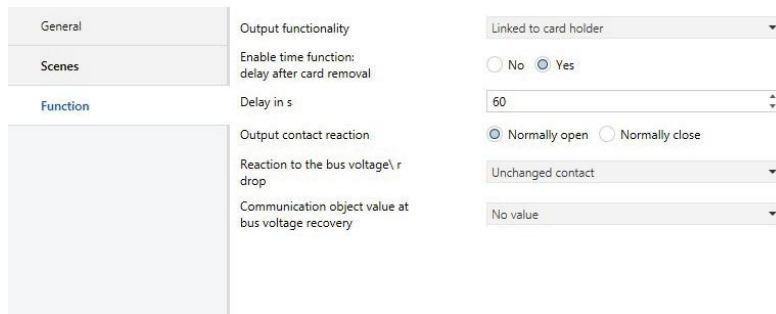 General
Scenes
Function
Output functionality
Linked to card holder
Enable time function:
delay after card removal
No
Yes
Delay in s
60
Output contact reaction
Normally open
Normally close
Reaction to the bus voltage\ r
drop
Unchanged contact
Communication object value at
bus voltage recovery
No value